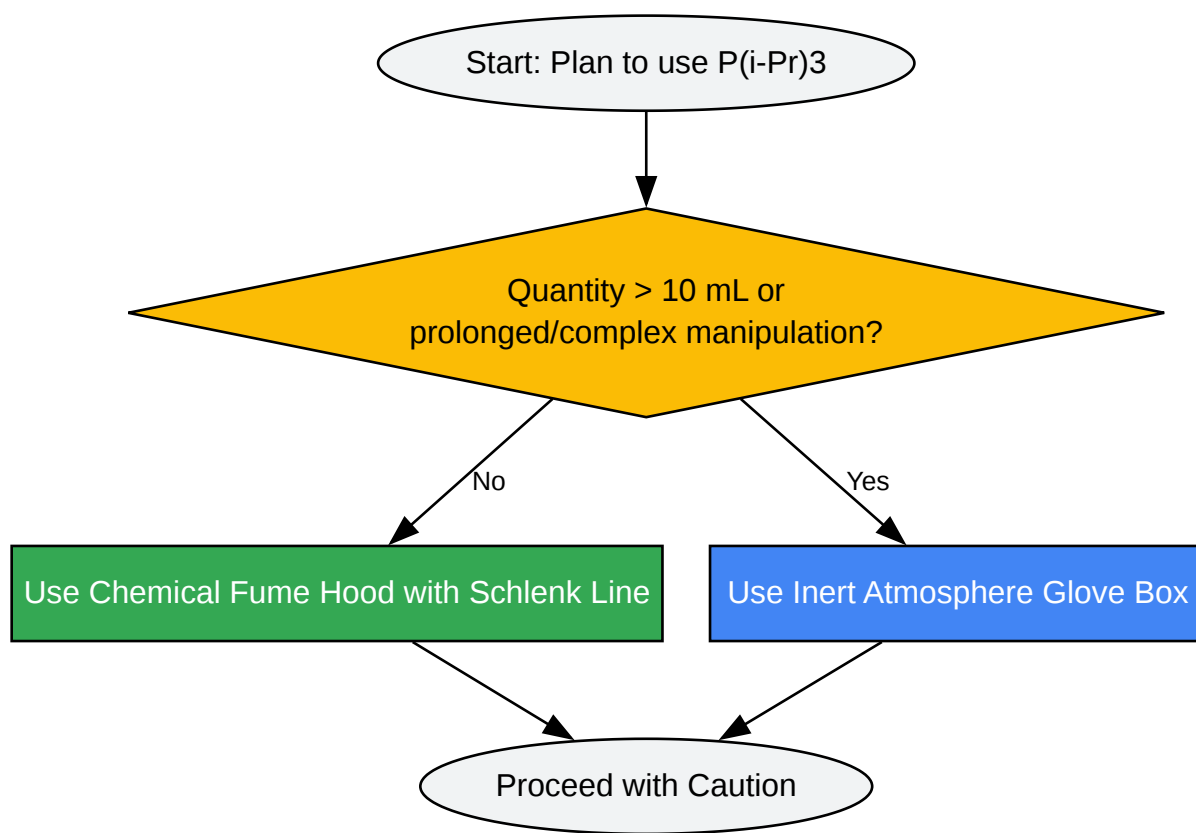 Start: Plan to use P(i-Pr)3
Quantity > 10 mL or
prolonged/complex manipulation?
No
Yes
Use Chemical Fume Hood with Schlenk Line
Use Inert Atmosphere Glove Box
Proceed with Caution